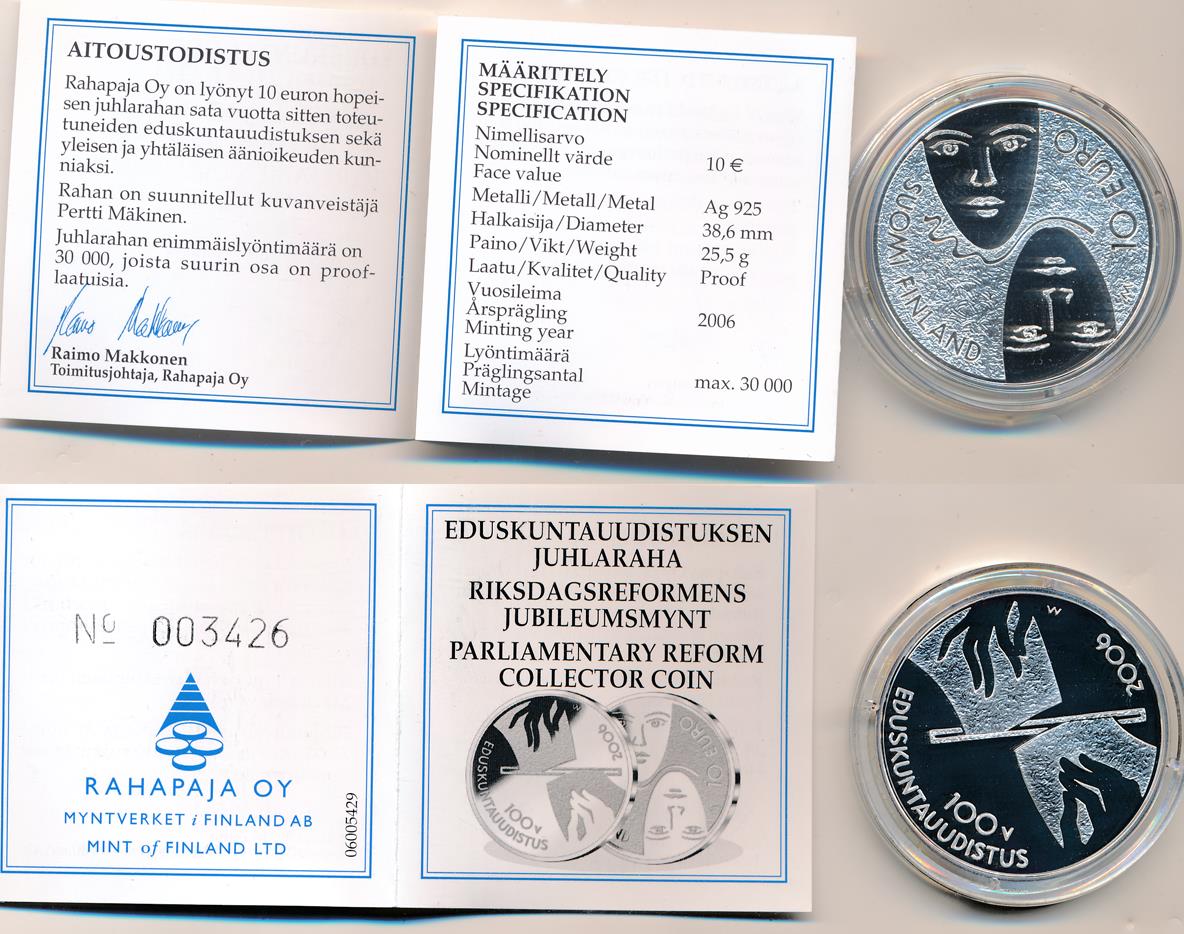 AITOUSTODISTUS
Rahapaja Oy on lyönyt 10 euron hopei-
sen juhlarahan sata vuotta sitten toteu-
tuneiden eduskuntauudistuksen sekä
yleisen ja yhtäläisen äänioikeuden kun-
niaksi.
Rahan on suunnitellut kuvanveistäjä
Pertti Mäkinen.
Juhlarahan enimmäislyöntimäärä on
30 000, joista suurin osa on proof-
laatuisia.
Raimo Makkonen
Raimo Makkonen
Toimitusjohtaja, Rahapaja Oy
MÄÄRITTELY
SPECIFIKATION
SPECIFICATION
Nimellisarvo
Nominellt värde 10 €
Face value
Metalli/Metall/Metal Ag 925
Halkaisija/Diameter 38,6 mm
Paino/Vikt/Weight 25,5 g
Laatu/Kvalitet/Quality Proof
Vuosileima
Årsprägling 2006
Minting year
Lyöntimäärä
Präglingsantal max. 30 000
Mintage
SUOMI FINLAND
10 EURO
Nº 003426
RAHAPAJA OY
MYNTVERKET i FINLAND AB
MINT of FINLAND LTD
06005429
EDUSKUNTAUUDISTUKSEN
JUHLARAHA
RIKSDAGSREFORMENS
JUBILEUMSMYNT
PARLIAMENTARY REFORM
COLLECTOR COIN
W
2006
EDUSKUNTAUUDISTUS
100 v
10 EURO
W
2006
EDUSKUNTAUUDISTUS
100 v